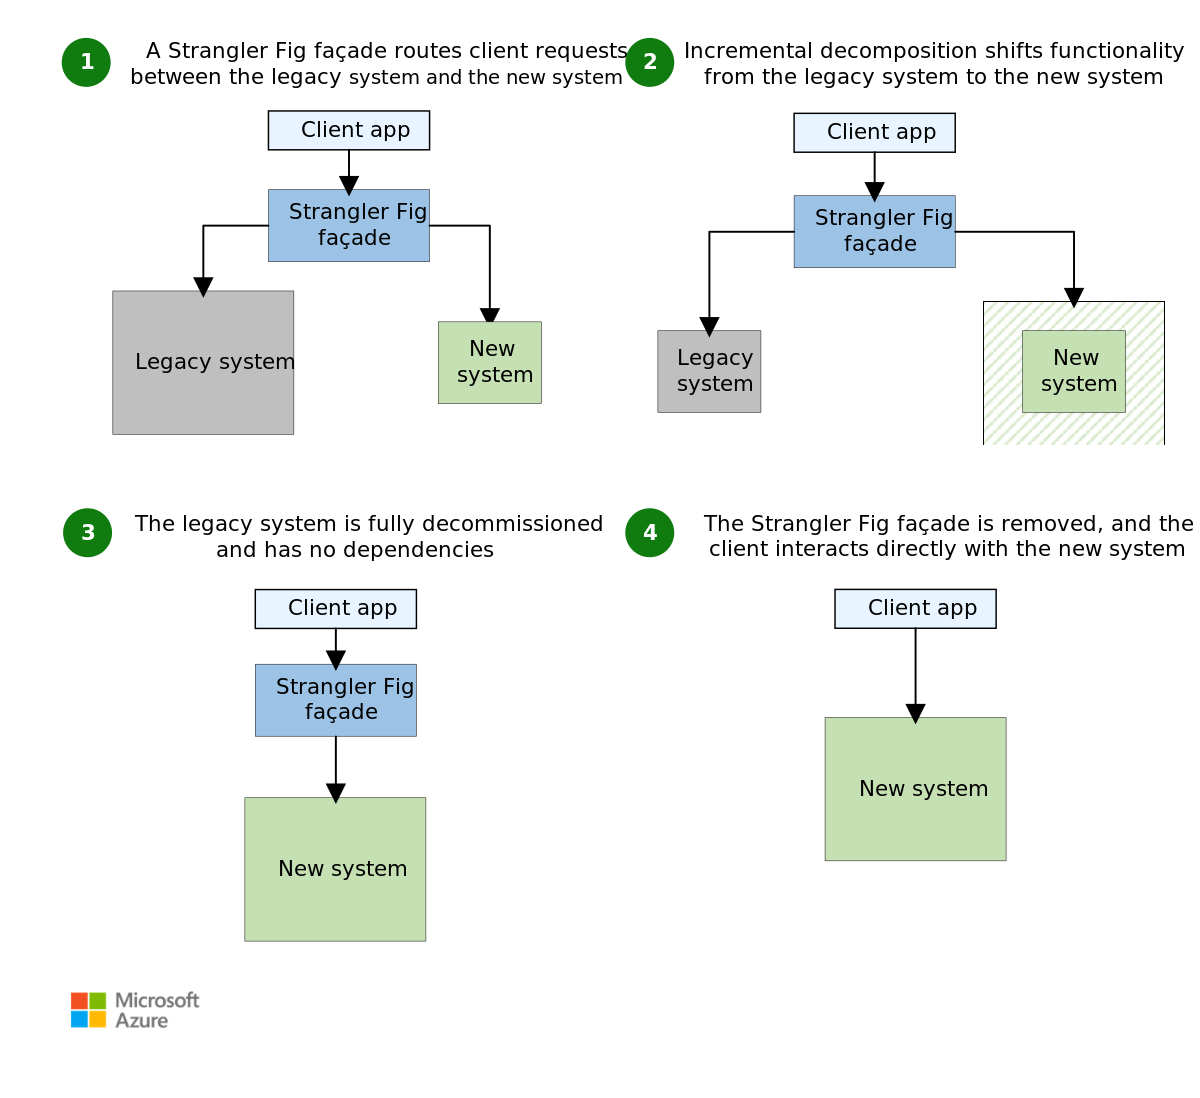 1
A Strangler Fig façade routes client requests
between the legacy system and the new system
Client app
Strangler Fig
façade
Legacy system
New
system
2
Incremental decomposition shifts functionality
from the legacy system to the new system
Client app
Strangler Fig
façade
Legacy
system
New
system
3
The legacy system is fully decommissioned
and has no dependencies
Client app
Strangler Fig
façade
New system
4
The Strangler Fig façade is removed, and the
client interacts directly with the new system
Client app
New system
Microsoft
Azure